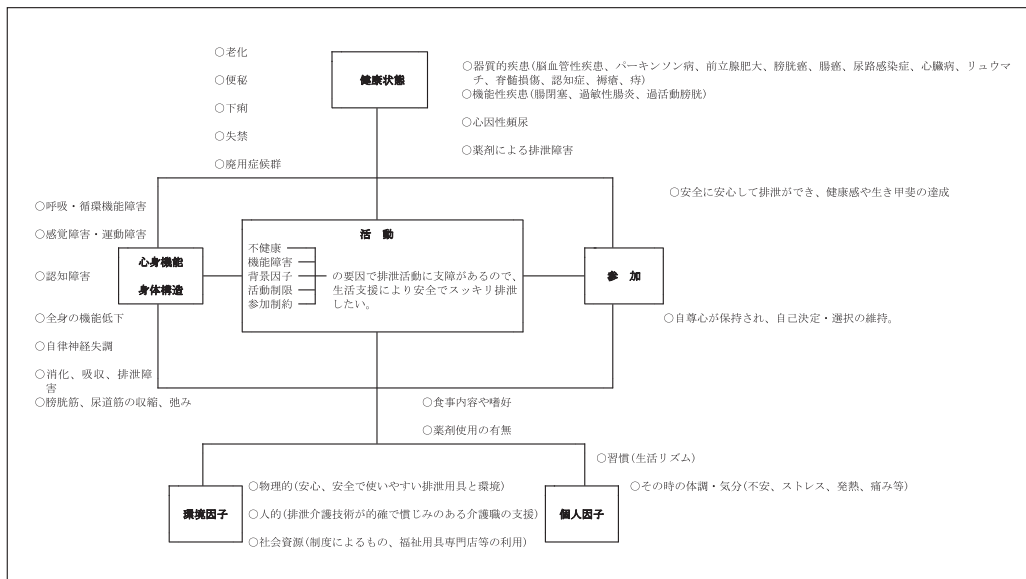 ○老化
○便秘
○下痢
○失禁
○廃用症候群
健康状態
○器質的疾患(脳血管性疾患、パーキンソン病、前立腺肥大、膀胱癌、腸癌、尿路感染症、心臓病、リュウマ
チ、脊髄損傷、認知症、褥瘡、痔)
○機能性疾患(腸閉塞、過敏性腸炎、過活動膀胱)
○心因性頻尿
○薬剤による排泄障害
○呼吸・循環機能障害
○感覚障害・運動障害
○認知障害
○全身の機能低下
○自律神経失調
○消化、吸収、排泄障
害
○膀胱筋、尿道筋の収縮、弛み
心身機能
身体構造
活 動
不健康
機能障害
背景因子
活動制限
参加制約
の要因で排泄活動に支障があるので、
生活支援により安全でスッキリ排泄
したい。
参 加
○安全に安心して排泄ができ、健康感や生き甲斐の達成
○自尊心が保持され、自己決定・選択の維持。
○食事内容や嗜好
○薬剤使用の有無
○習慣(生活リズム)
○その時の体調・気分(不安、ストレス、発熱、痛み等)
環境因子
○物理的(安心、安全で使いやすい排泄用具と環境)
○人的(排泄介護技術が的確で慣じみのある介護職の支援)
○社会資源(制度によるもの、福祉用具専門店等の利用)
個人因子